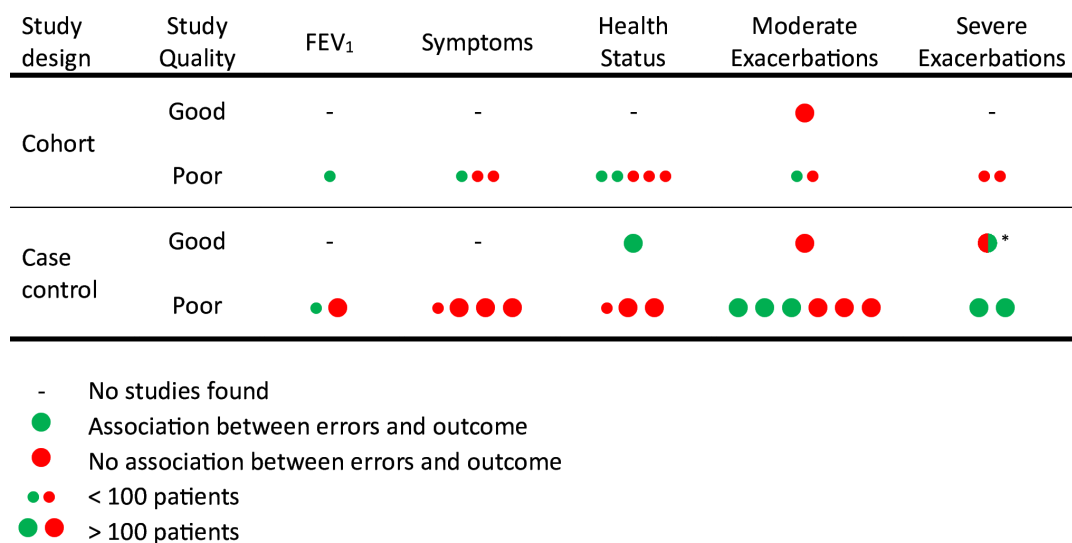 Study design Study Quality FEV₁ Symptoms Health Status Moderate Exacerbations Severe Exacerbations
Cohort
Good - - - -
Poor
Case control
Good - - *
Poor
- No studies found
Association between errors and outcome
No association between errors and outcome
< 100 patients
> 100 patients